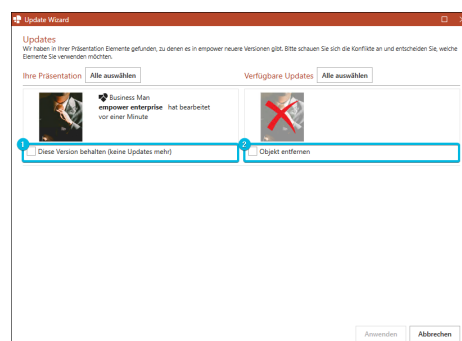 Update Wizard
Updates
Wir haben in Ihrer Präsentation Elemente gefunden, zu denen es in empower neuere Versionen gibt. Bitte schauen Sie sich die Konflikte an und entscheiden Sie, welche
Elemente Sie verwenden möchten.
Ihre Präsentation Alle auswählen
Verfügbare Updates Alle auswählen
Business Man
empower enterprise hat bearbeitet
vor einer Minute
1
Diese Version behalten (keine Updates mehr)
2
Objekt entfernen
Anwenden Abbrechen